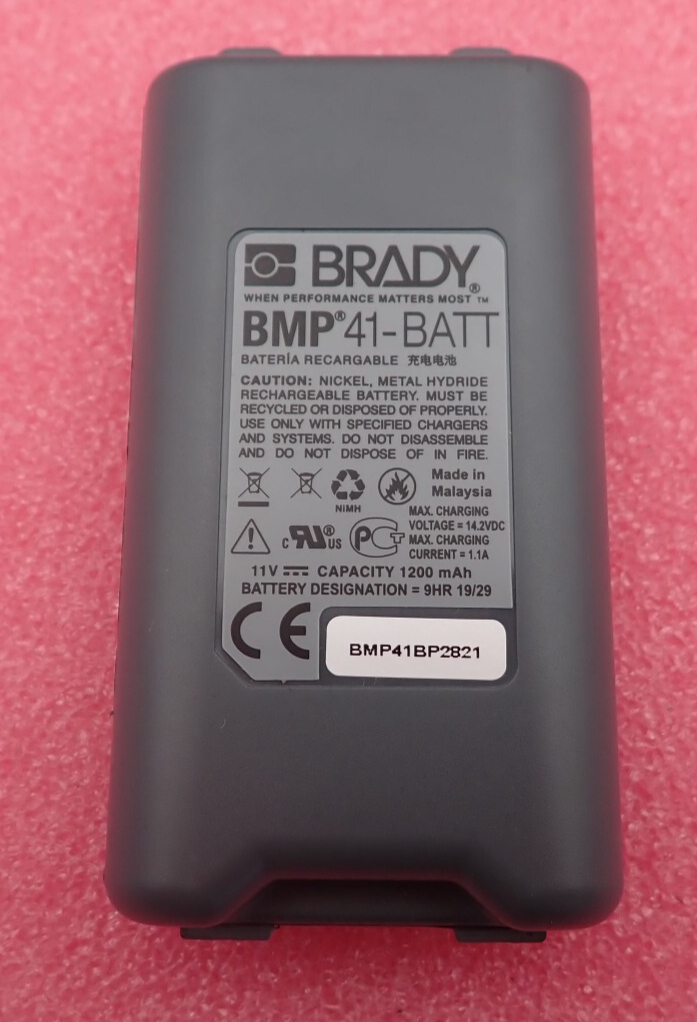 BRADY®
WHEN PERFORMANCE MATTERS MOST ™
BMP®41-BATT
BATERÍA RECARGABLE 充电电池
CAUTION: NICKEL, METAL HYDRIDE
RECHARGEABLE BATTERY. MUST BE
RECYCLED OR DISPOSED OF PROPERLY.
USE ONLY WITH SPECIFIED CHARGERS
AND SYSTEMS. DO NOT DISASSEMBLE
AND DO NOT DISPOSE OF IN FIRE.
NiMH
Made in
Malaysia
c RU® US
PCT
MAX. CHARGING
VOLTAGE = 14.2VDC
MAX. CHARGING
CURRENT = 1.1A
11V ⎓ CAPACITY 1200 mAh
BATTERY DESIGNATION = 9HR 19/29
CE
BMP41BP2821